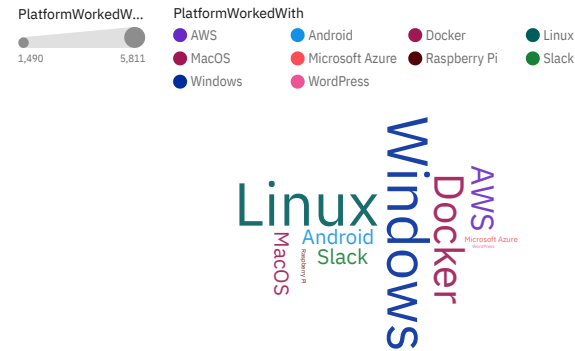 PlatformWorkedW...
1,490 5,811
PlatformWorkedWith
AWS Android Docker Linux
MacOS Microsoft Azure Raspberry Pi Slack
Windows WordPress
Linux
Windows
Docker
AWS
Android
Slack
MacOS
Raspberry Pi
Microsoft Azure
WordPress